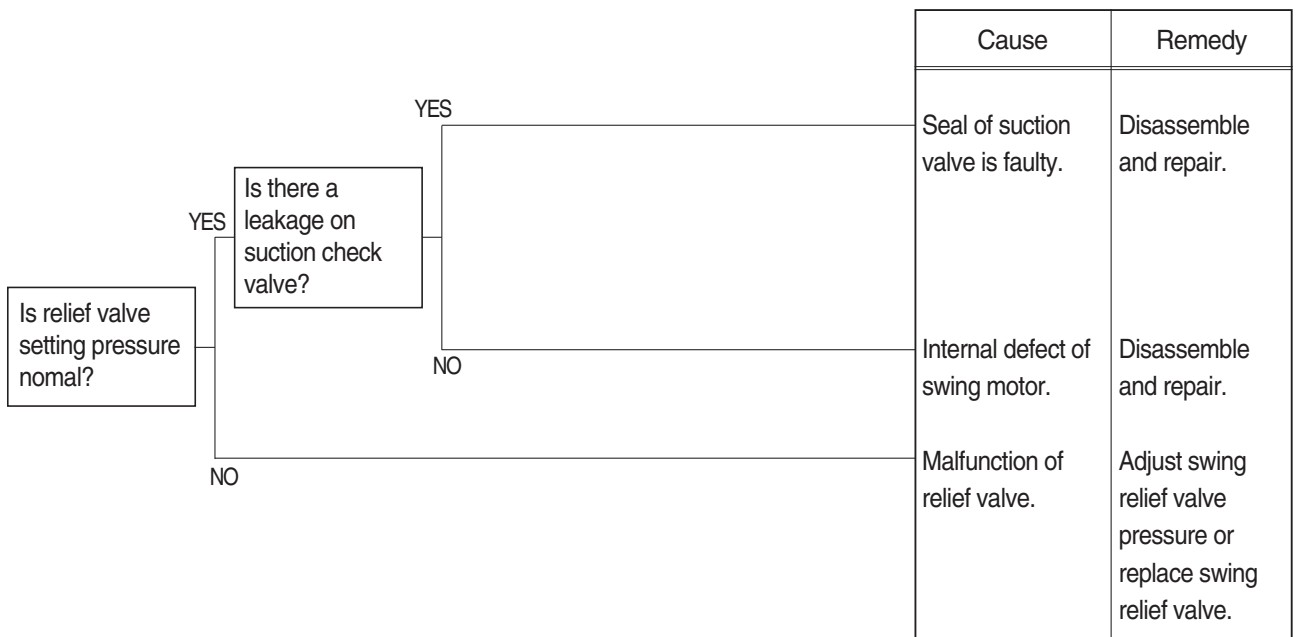 Cause
Remedy
YES
Seal of suction
valve is faulty.
Disassemble
and repair.
YES
Is there a
leakage on
suction check
valve?
Is relief valve
setting pressure
nomal?
NO
Internal defect of
swing motor.
Disassemble
and repair.
NO
Malfunction of
relief valve.
Adjust swing
relief valve
pressure or
replace swing
relief valve.